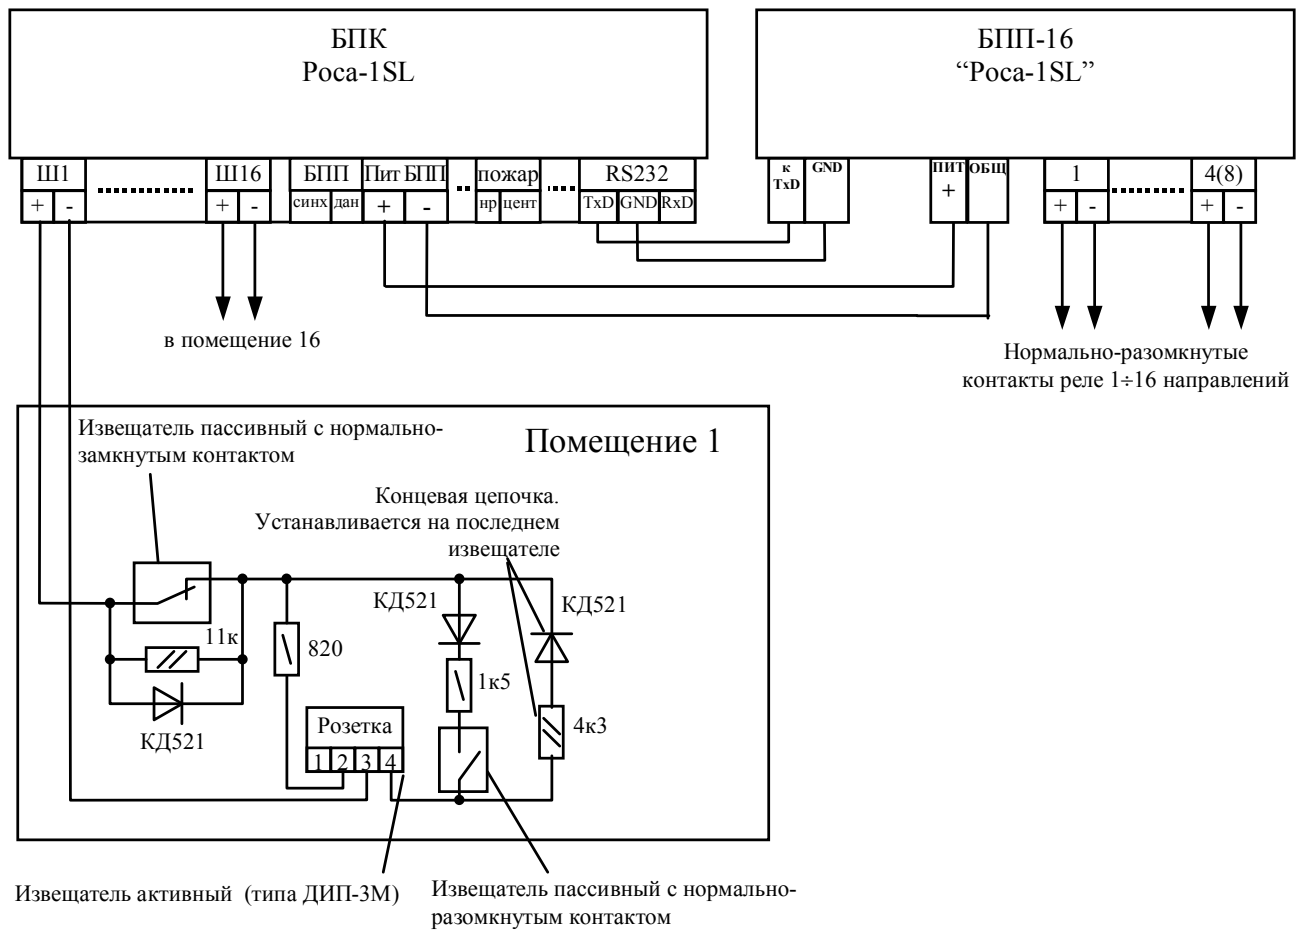 БПК
Роса-1SL
БПП-16
“Роса-1SL”
Ш1
Ш16
БПП
Пит БПП
пожар
RS232
+
-
+
-
синх
дан
+
-
нр
цент
TxD
GND
RxD
к
TxD
GND
ПИТ
+
ОБЩ
1
4(8)
+
-
+
-
в помещение 16
Нормально-разомкнутые
контакты реле 1÷16 направлений
Извещатель пассивный с нормально-
замкнутым контактом
Помещение 1
Концевая цепочка.
Устанавливается на последнем
извещателе
КД521
КД521
11к
820
1к5
4к3
КД521
Розетка
1
2
3
4
Извещатель активный (типа ДИП-3М)
Извещатель пассивный с нормально-
разомкнутым контактом